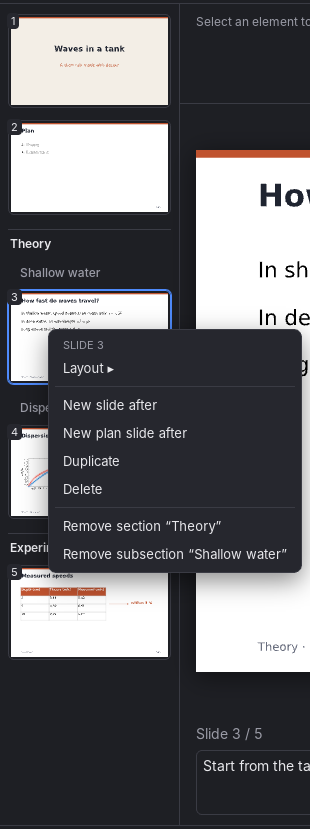 Select an element to
1
Waves in a tank
2
Plan
Theory
Shallow water
3
How fast do waves travel?
How
In sh
In de
SLIDE 3
Layout ▸
New slide after
New plan slide after
Duplicate
Delete
Remove section “Theory”
Remove subsection “Shallow water”
Dispe
4
Dispersio
Experim
5
Measured speeds
Theory ·
Slide 3 / 5
Start from the ta